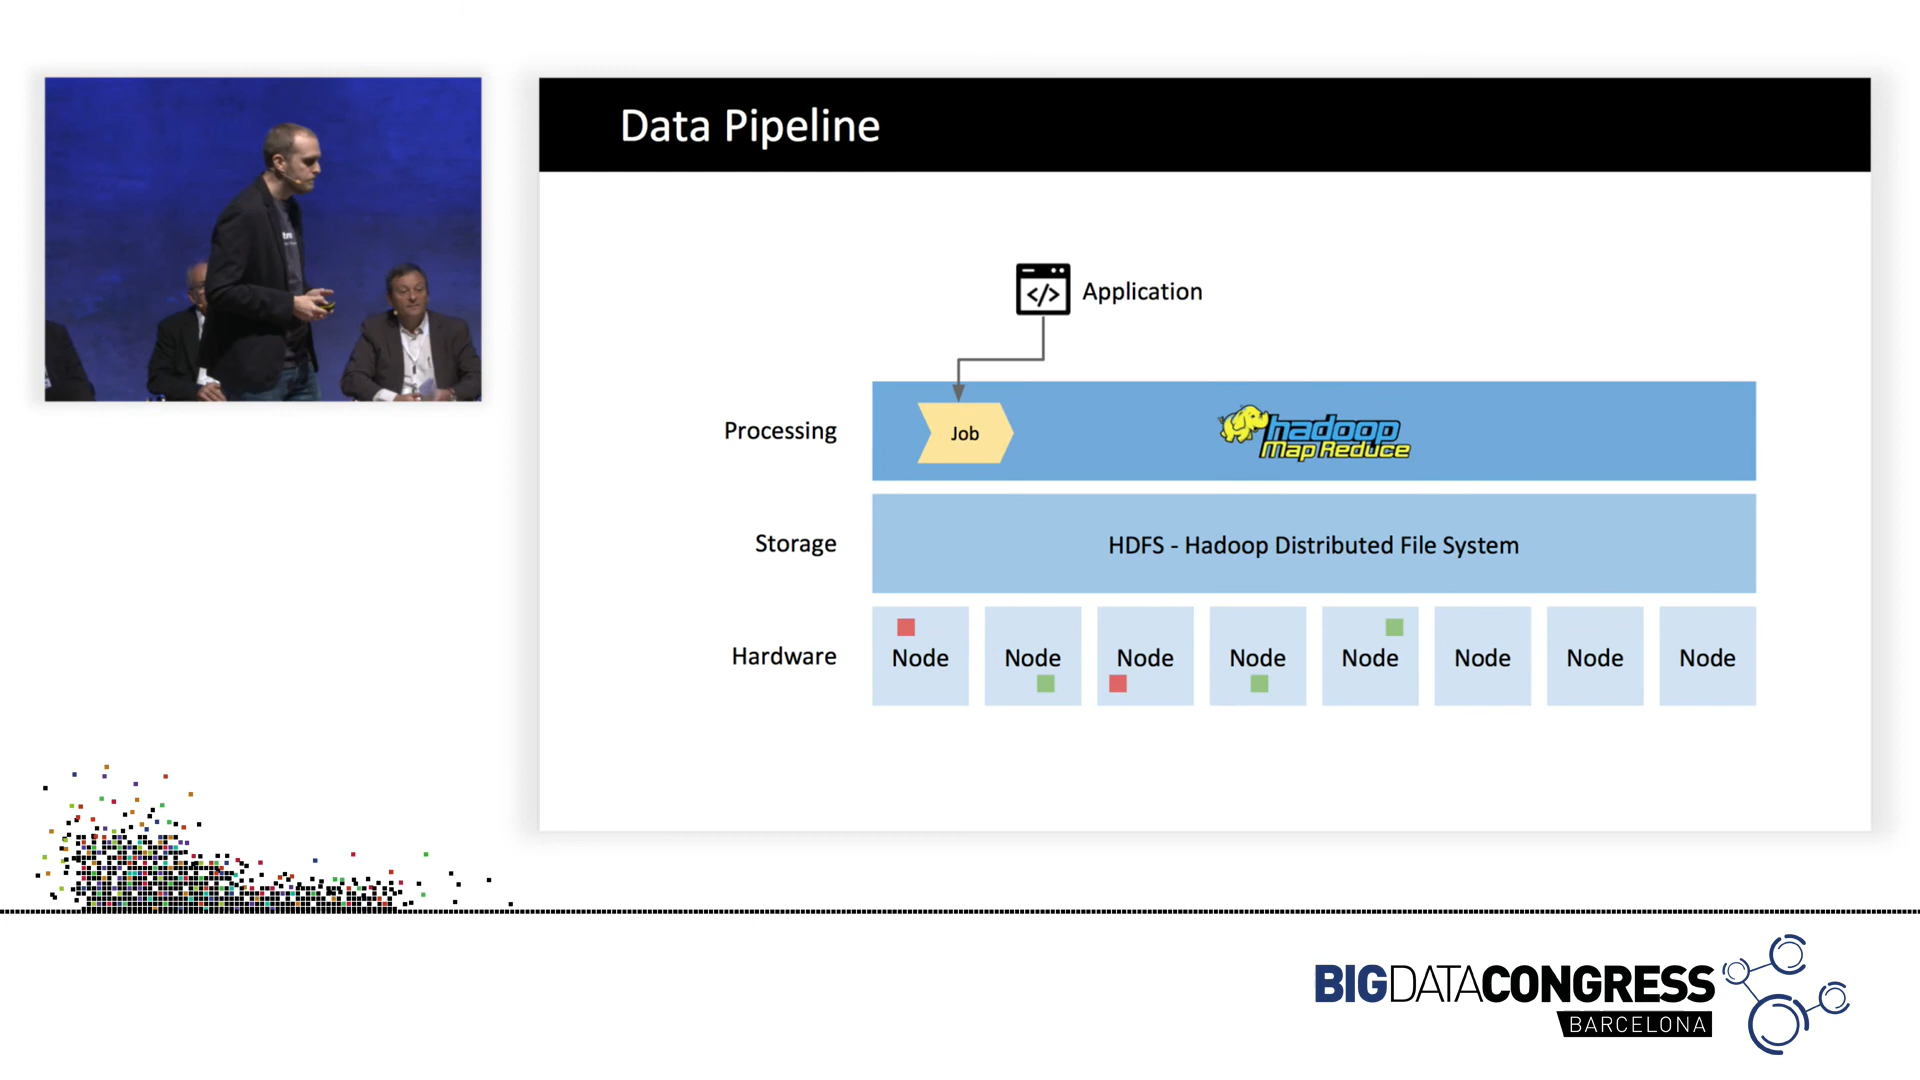 Data Pipeline
</>
Application
Processing
Job
hadoop
Map Reduce
Storage
HDFS - Hadoop Distributed File System
Hardware
Node
Node
Node
Node
Node
Node
Node
Node
BIGDATACONGRESS
BARCELONA